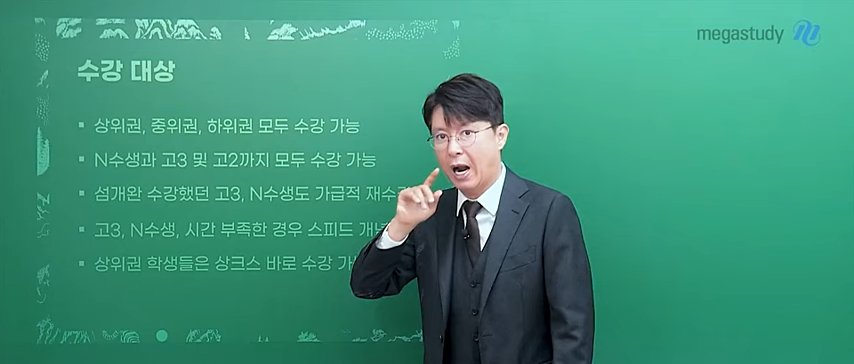 megastudy
수강 대상
▪ 상위권, 중위권, 하위권 모두 수강 가능
▪ N수생과 고3 및 고2까지 모두 수강 가능
▪ 섬개완 수강했던 고3, N수생도 가급적
▪ 고3, N수생, 시간 부족한 경우 스피드
▪ 상위권 학생들은 상크스 바로 수강